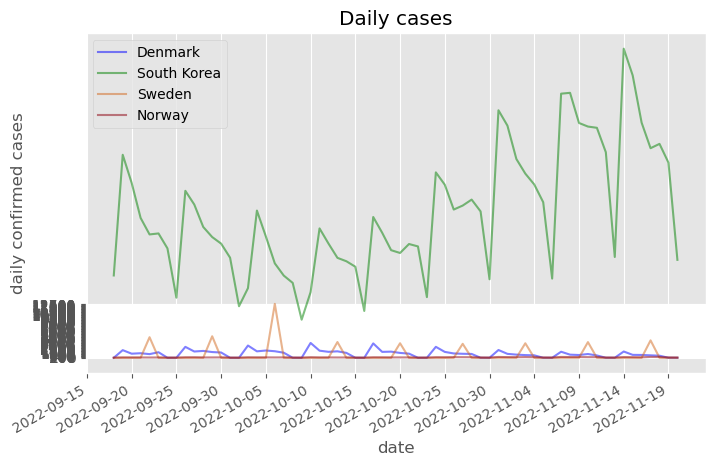 Daily cases
Denmark
South Korea
Sweden
Norway
daily confirmed cases
2022-09-15
2022-09-20
2022-09-25
2022-09-30
2022-10-05
2022-10-10
2022-10-15
2022-10-20
2022-10-25
2022-10-30
2022-11-04
2022-11-09
2022-11-14
2022-11-19
date